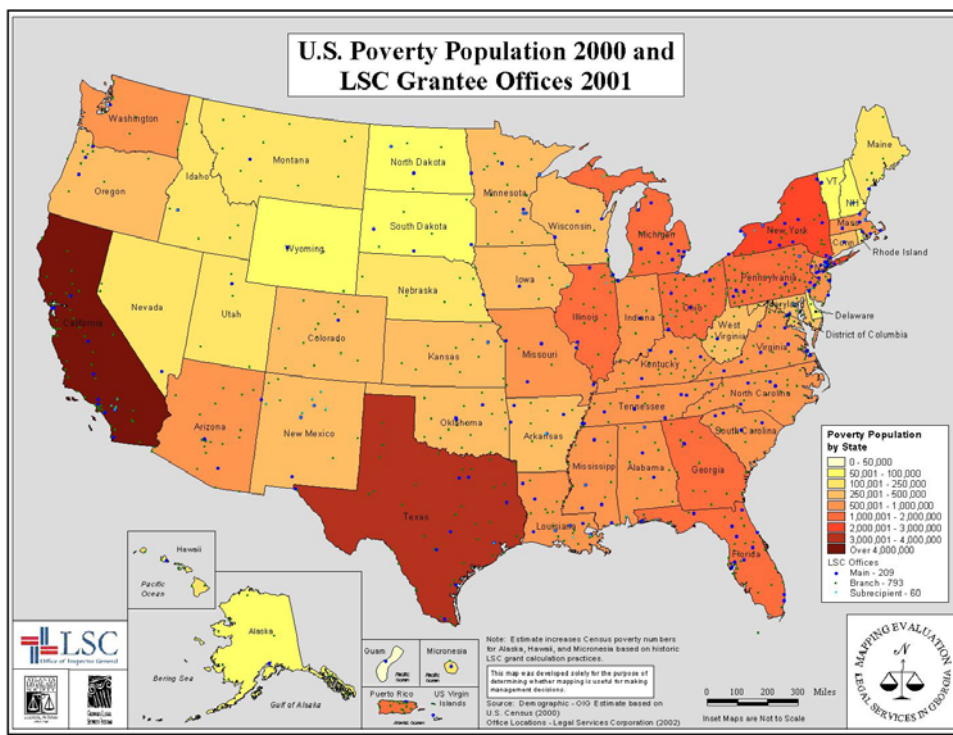 U.S. Poverty Population 2000 and
LSC Grantee Offices 2001
Washington
Oregon
Idaho
Montana
North Dakota
South Dakota
Wyoming
Minnesota
Wisconsin
Michigan
Maine
VT
NH
New York
Mass
Conn
Rhode Island
Pennsylvania
Iowa
Nebraska
Nevada
Utah
California
Colorado
Kansas
Missouri
Illinois
Indiana
Ohio
West
Virginia
Virginia
Maryland
Delaware
District of Columbia
Kentucky
Tennessee
North Carolina
South Carolina
Arizona
New Mexico
Oklahoma
Arkansas
Mississippi
Alabama
Georgia
Texas
Louisiana
Florida
Poverty Population
by State
0 - 50,000
50,001 - 100,000
100,001 - 250,000
250,001 - 500,000
500,001 - 1,000,000
1,000,001 - 2,000,000
2,000,001 - 3,000,000
3,000,001 - 4,000,000
Over 4,000,000
LSC Offices
Main - 209
Branch - 793
Subrecipient - 60
Hawaii
Pacific
Ocean
Alaska
Bering Sea
Gulf of Alaska
Guam
Pacific
Ocean
Micronesia
Pacific
Ocean
Puerto Rico
Atlantic Ocean
US Virgin
Islands
LSC
Office of Inspector General
Note: Estimate increases Census poverty numbers
for Alaska, Hawaii, and Micronesia based on historic
LSC grant calculation practices.
This map was developed solely for the purpose of
determining whether mapping is useful for making
management decisions.
Source: Demographic - OIG Estimate based on
U.S. Census (2000)
Office Locations - Legal Services Corporation (2002)
0 100 200 300 Miles
Inset Maps are Not to Scale
MAPPING EVALUATION
LEGAL SERVICES IN GEORGIA
N